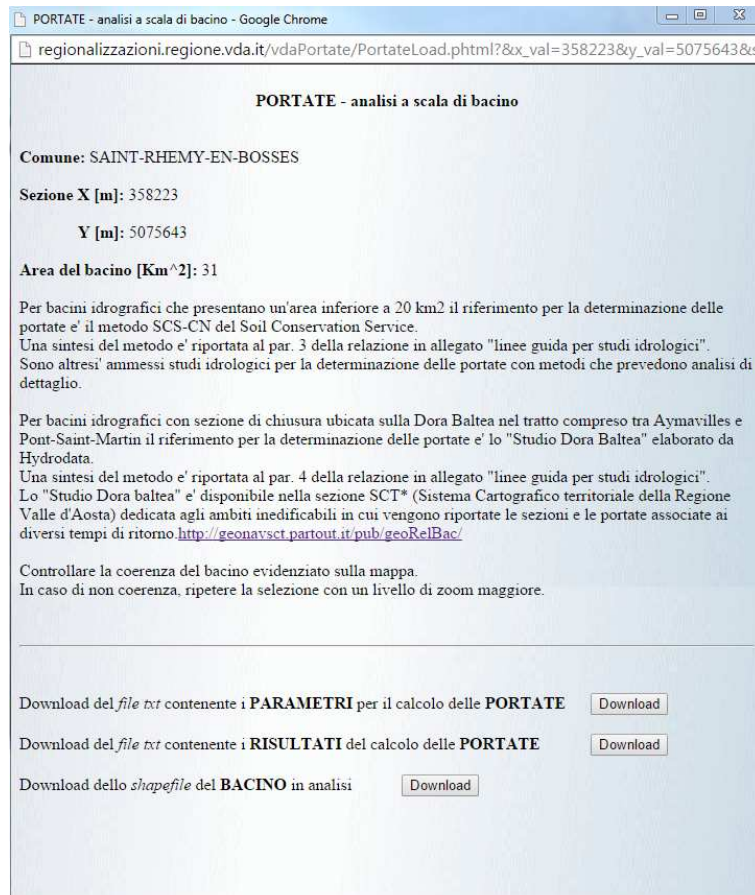 PORTATE - analisi a scala di bacino - Google Chrome
regionalizzazioni.regione.vda.it/vdaPortate/PortateLoad.phtml?&x_val=358223&y_val=5075643&s
PORTATE - analisi a scala di bacino
Comune: SAINT-RHEMY-EN-BOSSES
Sezione X [m]: 358223
Y [m]: 5075643
Area del bacino [Km^2]: 31
Per bacini idrografici che presentano un'area inferiore a 20 km2 il riferimento per la determinazione delle
portate e' il metodo SCS-CN del Soil Conservation Service.
Una sintesi del metodo e' riportata al par. 3 della relazione in allegato "linee guida per studi idrologici".
Sono altresi' ammessi studi idrologici per la determinazione delle portate con metodi che prevedono analisi di
dettaglio.
Per bacini idrografici con sezione di chiusura ubicata sulla Dora Baltea nel tratto compreso tra Aymavilles e
Pont-Saint-Martin il riferimento per la determinazione delle portate e' lo "Studio Dora Baltea" elaborato da
Hydrodata.
Una sintesi del metodo e' riportata al par. 4 della relazione in allegato "linee guida per studi idrologici".
Lo "Studio Dora baltea" e' disponibile nella sezione SCT* (Sistema Cartografico territoriale della Regione
Valle d'Aosta) dedicata agli ambiti inedificabili in cui vengono riportate le sezioni e le portate associate ai
diversi tempi di ritorno.http://geonavsct.partout.it/pub/geoRelBac/
Controllare la coerenza del bacino evidenziato sulla mappa.
In caso di non coerenza, ripetere la selezione con un livello di zoom maggiore.
Download del file txt contenente i PARAMETRI per il calcolo delle PORTATE Download
Download del file txt contenente i RISULTATI del calcolo delle PORTATE Download
Download dello shapefile del BACINO in analisi Download